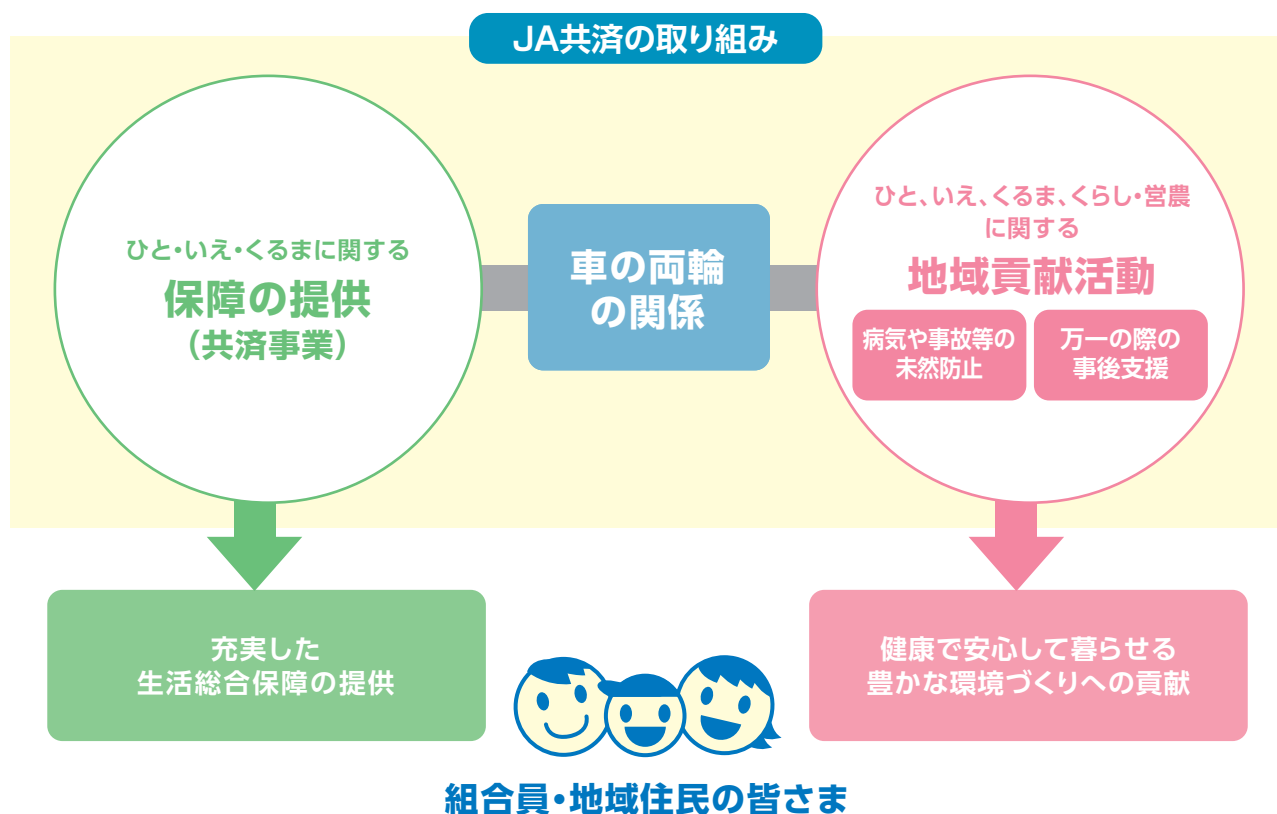 JA共済の取り組み
ひと・いえ・くるまに関する
保障の提供
（共済事業）
車の両輪
の関係
ひと、いえ、くるま、くらし・営農
に関する
地域貢献活動
病気や事故等の
未然防止
万一の際の
事後支援
充実した
生活総合保障の提供
健康で安心して暮らせる
豊かな環境づくりへの貢献
組合員・地域住民の皆さま